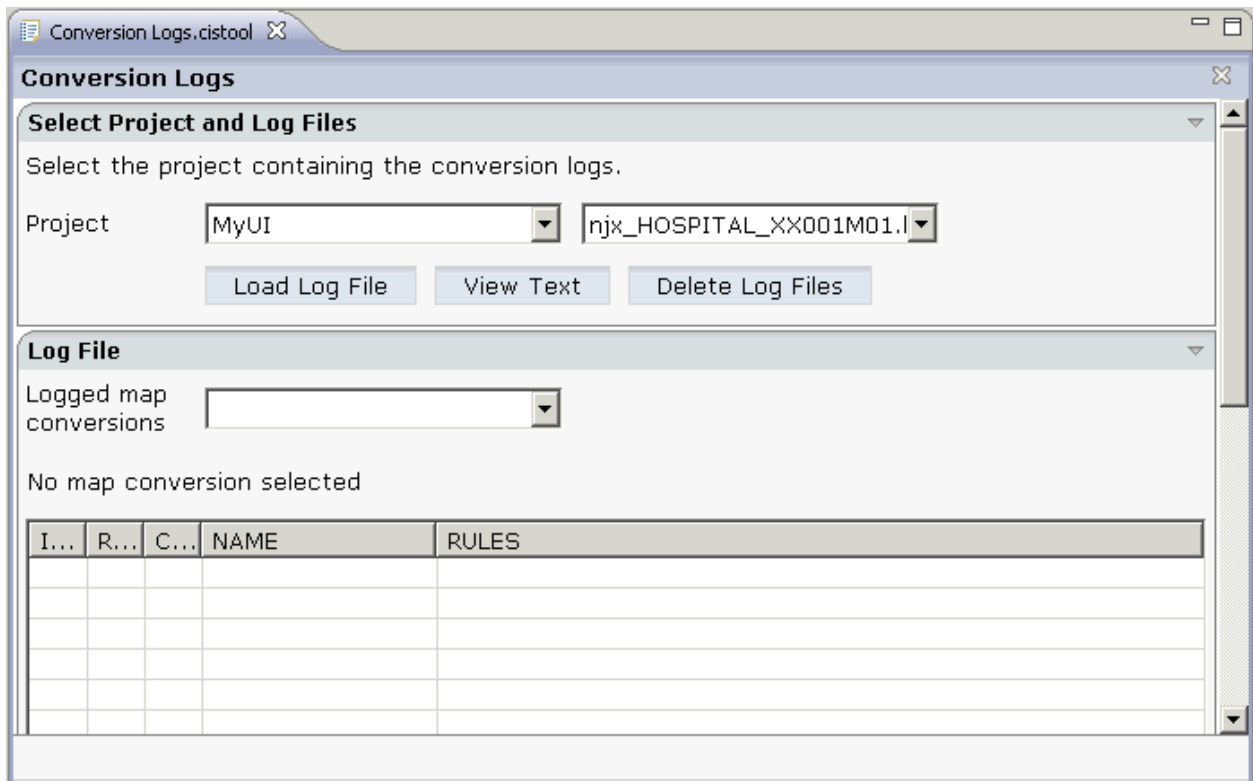 Conversion Logs.cistool
Conversion Logs
Select Project and Log Files
Select the project containing the conversion logs.
Project MyUI njx_HOSPITAL_XX001M01.l
Load Log File View Text Delete Log Files
Log File
Logged map
conversions
No map conversion selected
I... R... C... NAME RULES